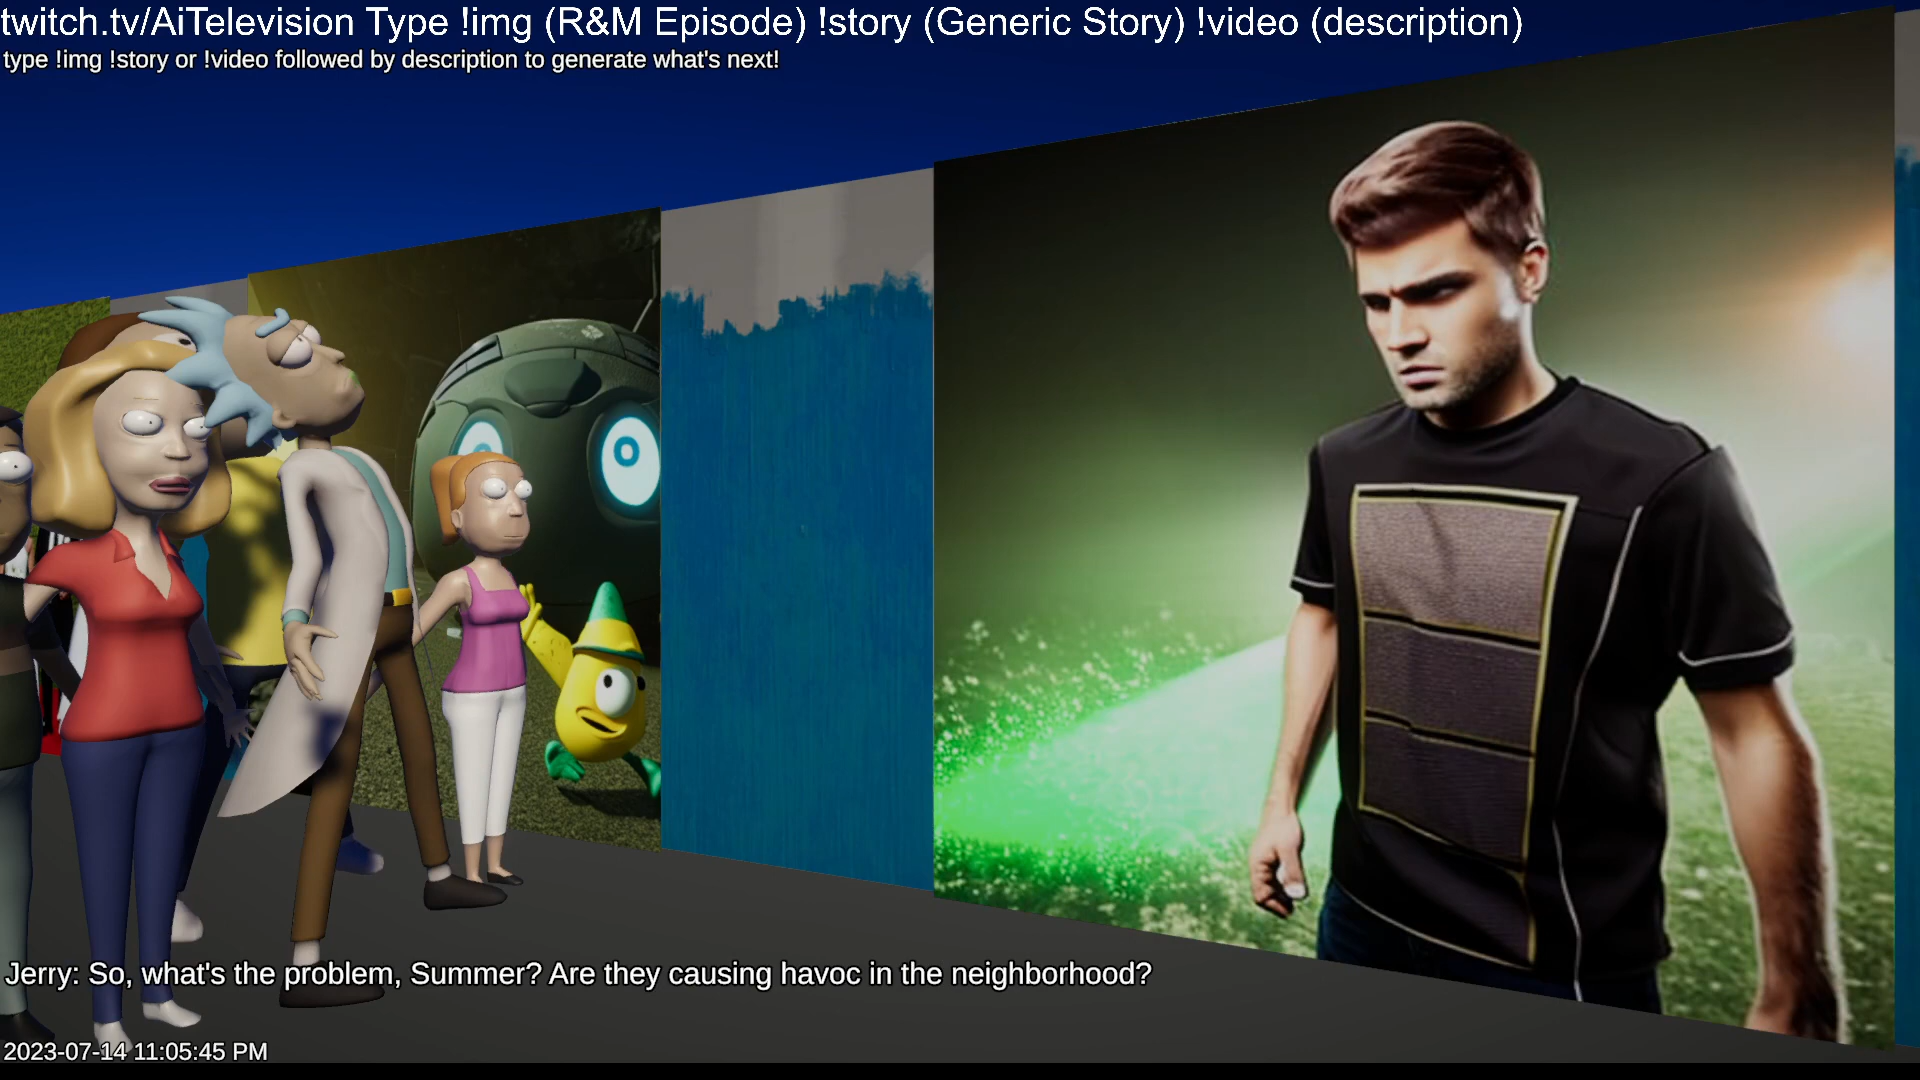 twitch.tv/AiTelevision Type !img (R&M Episode) !story (Generic Story) !video (description)
type !img !story or !video followed by description to generate what's next!
Jerry: So, what's the problem, Summer? Are they causing havoc in the neighborhood?
2023-07-14 11:05:45 PM